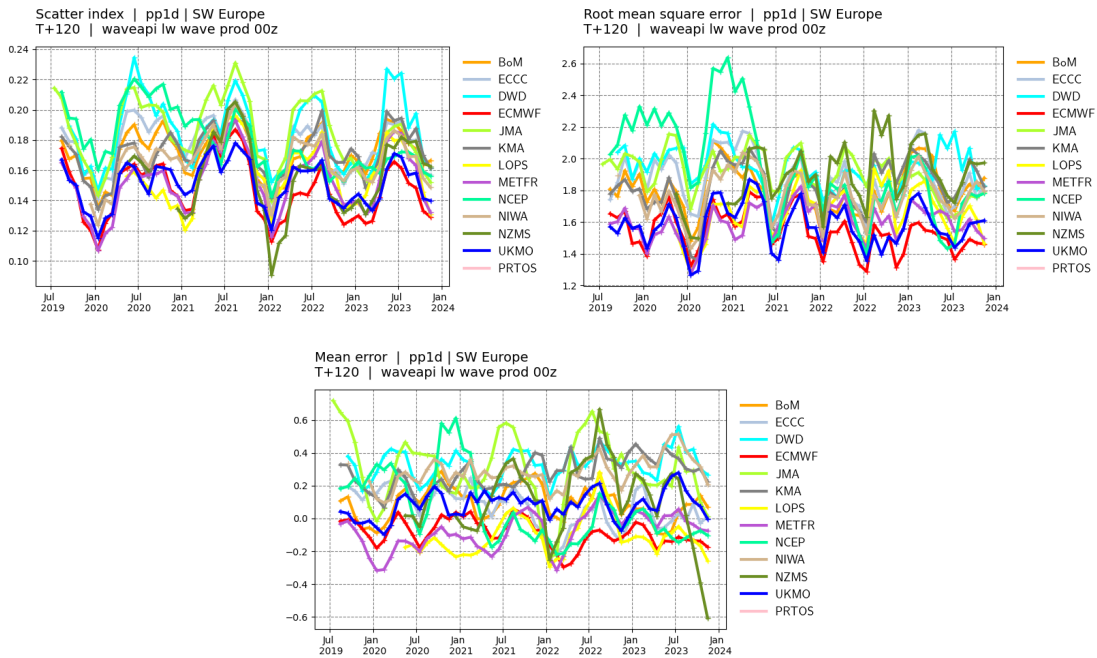 Scatter index | pp1d | SW Europe
T+120 | waveapi lw wave prod 00z
0.24
0.22
0.20
0.18
0.16
0.14
0.12
0.10
Jul 2019
Jan 2020
Jul 2020
Jan 2021
Jul 2021
Jan 2022
Jul 2022
Jan 2023
Jul 2023
Jan 2024
BoM
ECCC
DWD
ECMWF
JMA
KMA
LOPS
METFR
NCEP
NIWA
NZMS
UKMO
PRTOS
Root mean square error | pp1d | SW Europe
T+120 | waveapi lw wave prod 00z
2.6
2.4
2.2
2.0
1.8
1.6
1.4
1.2
Jul 2019
Jan 2020
Jul 2020
Jan 2021
Jul 2021
Jan 2022
Jul 2022
Jan 2023
Jul 2023
Jan 2024
BoM
ECCC
DWD
ECMWF
JMA
KMA
LOPS
METFR
NCEP
NIWA
NZMS
UKMO
PRTOS
Mean error | pp1d | SW Europe
T+120 | waveapi lw wave prod 00z
0.6
0.4
0.2
0.0
−0.2
−0.4
−0.6
Jul 2019
Jan 2020
Jul 2020
Jan 2021
Jul 2021
Jan 2022
Jul 2022
Jan 2023
Jul 2023
Jan 2024
BoM
ECCC
DWD
ECMWF
JMA
KMA
LOPS
METFR
NCEP
NIWA
NZMS
UKMO
PRTOS